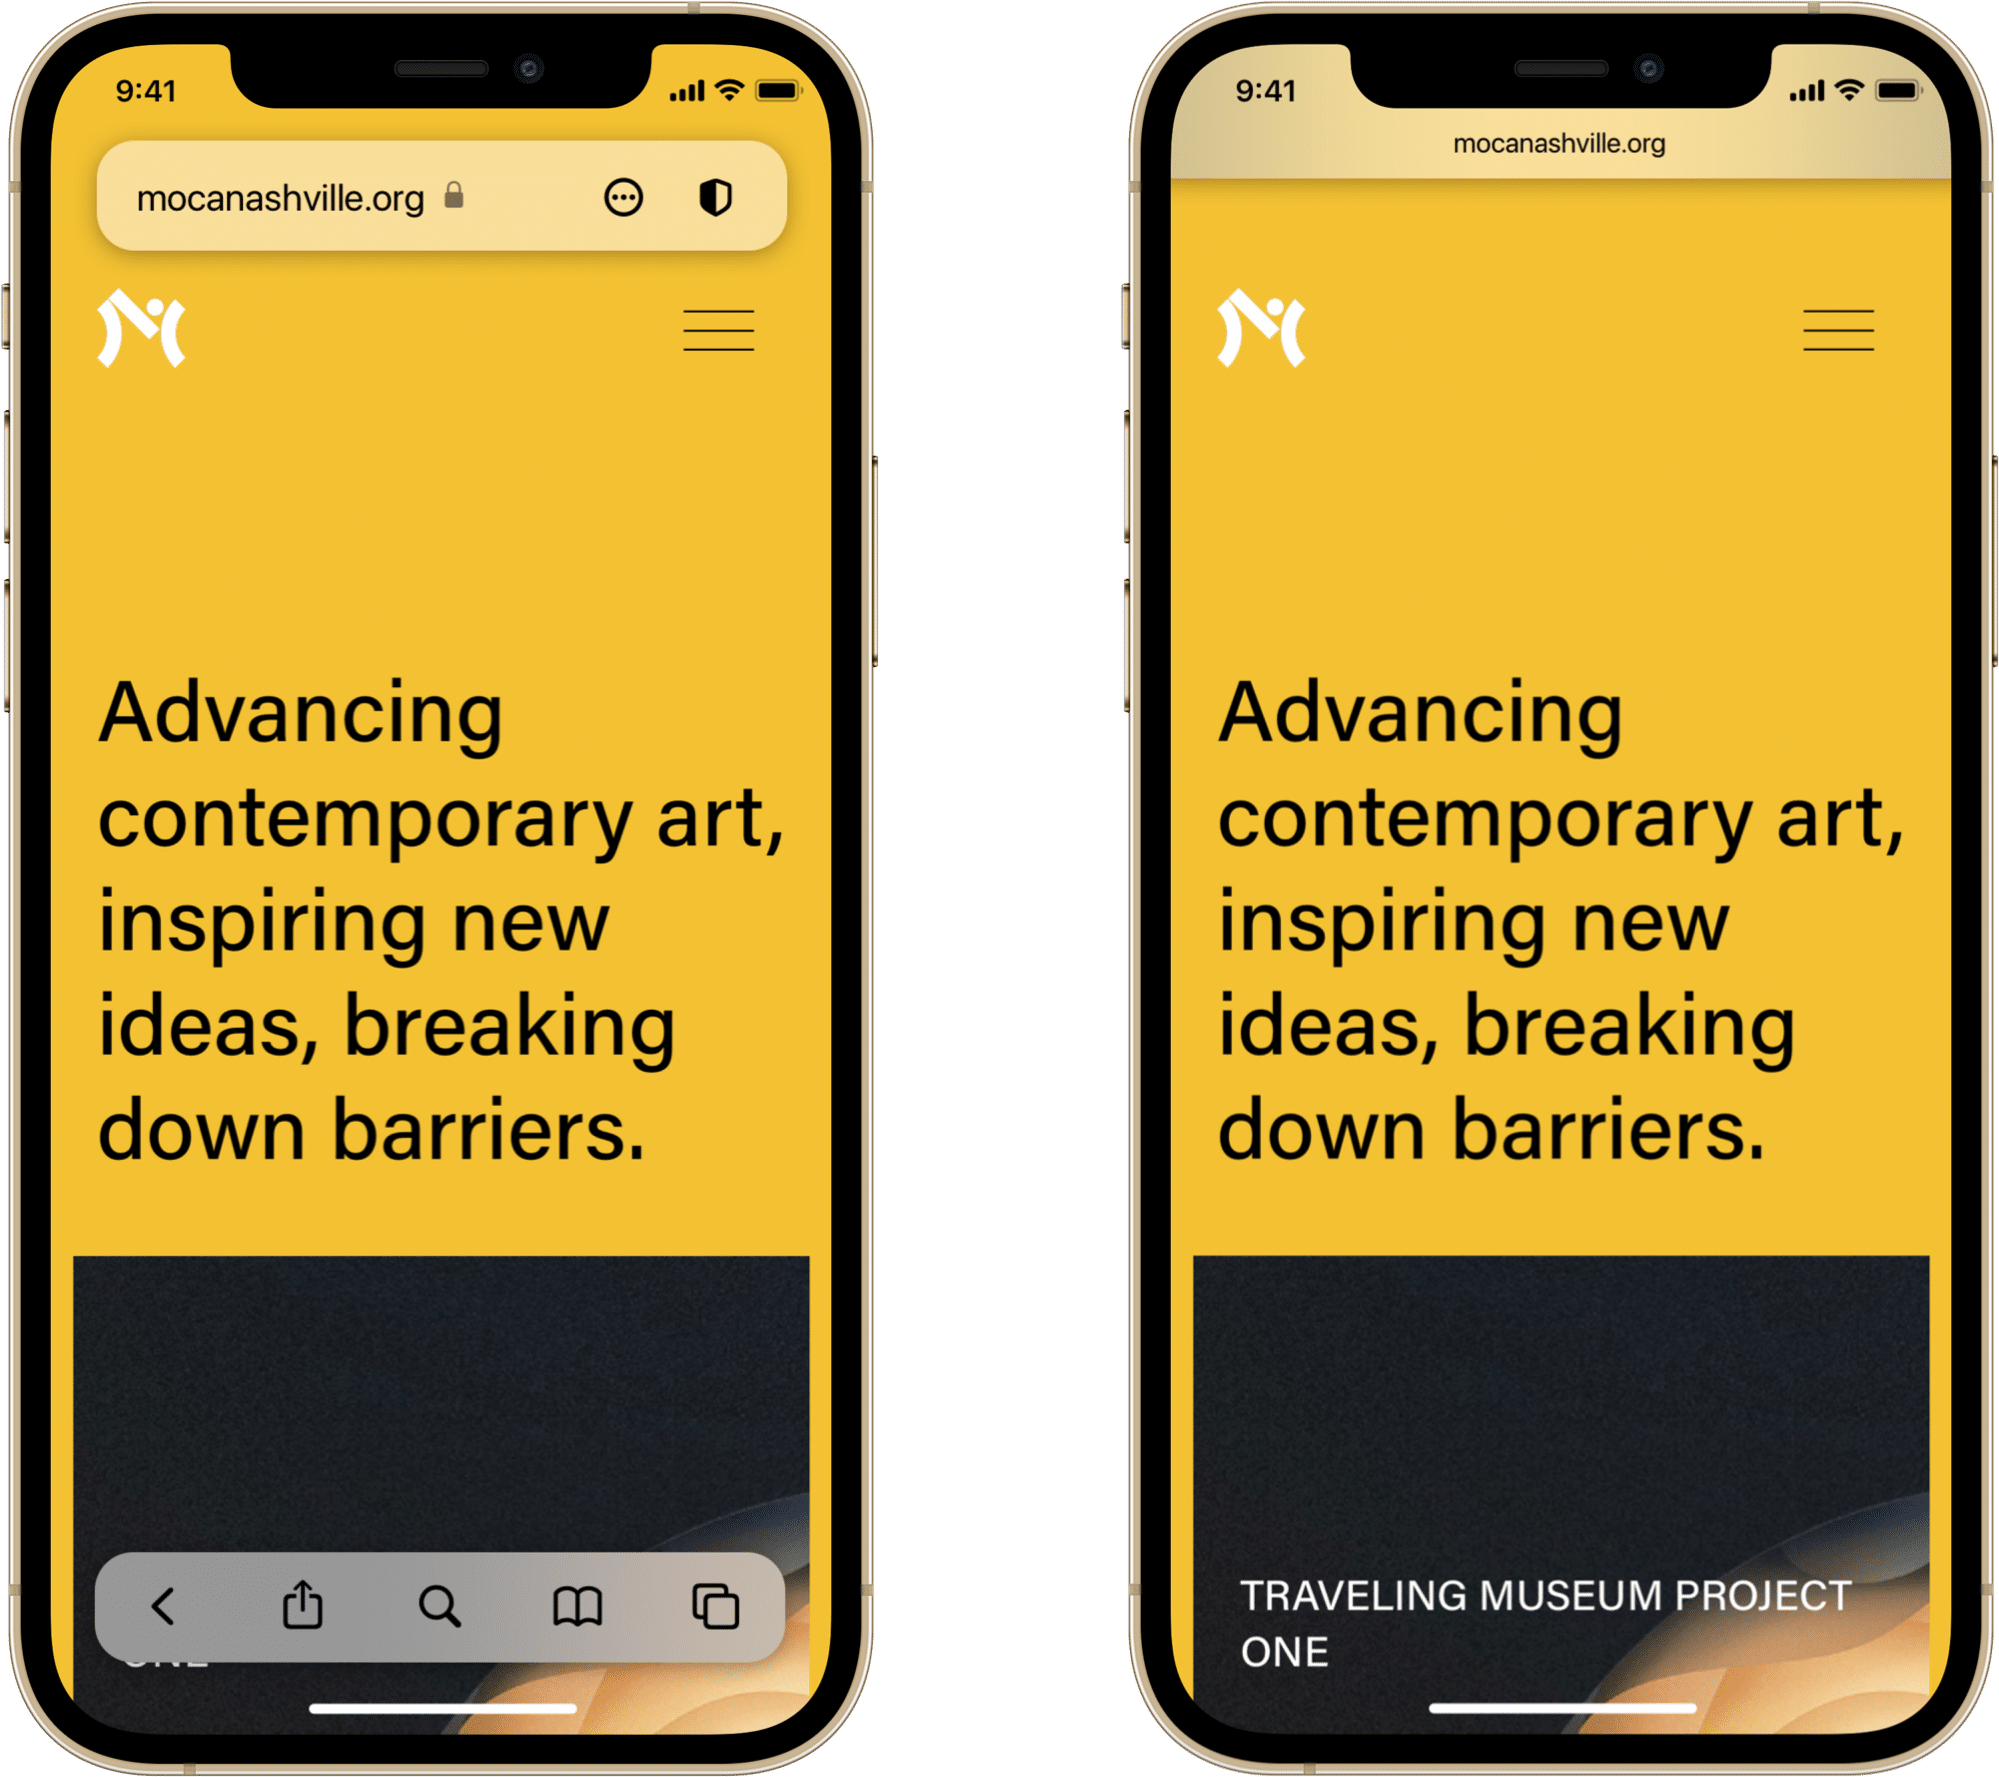 9:41
mocanashville.org
Advancing
contemporary art,
inspiring new
ideas, breaking
down barriers.
ONE
9:41
mocanashville.org
Advancing
contemporary art,
inspiring new
ideas, breaking
down barriers.
TRAVELING MUSEUM PROJECT
ONE